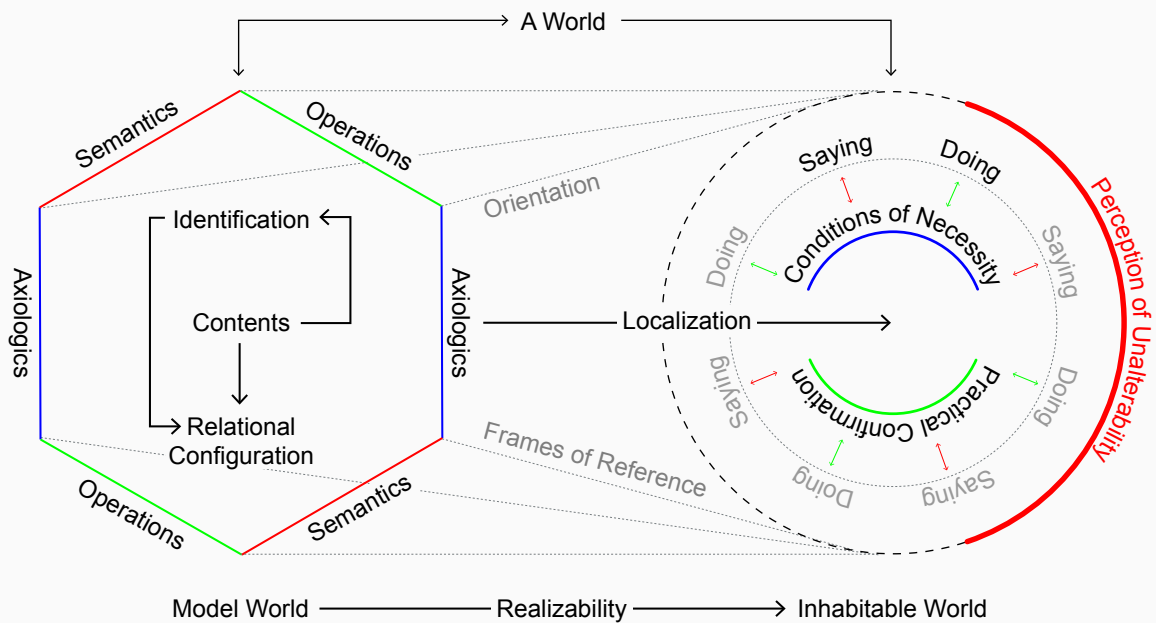 A World
Semantics
Operations
Orientation
Saying
Doing
Identification
Conditions of Necessity
Doing
Saying
Perception of Unalterability
Axiologics
Contents
Axiologics
Localization
Relational
Configuration
Saying
Practical Confirmation
Doing
Frames of Reference
Operations
Semantics
Doing
Saying
Model World
Realizability
Inhabitable World